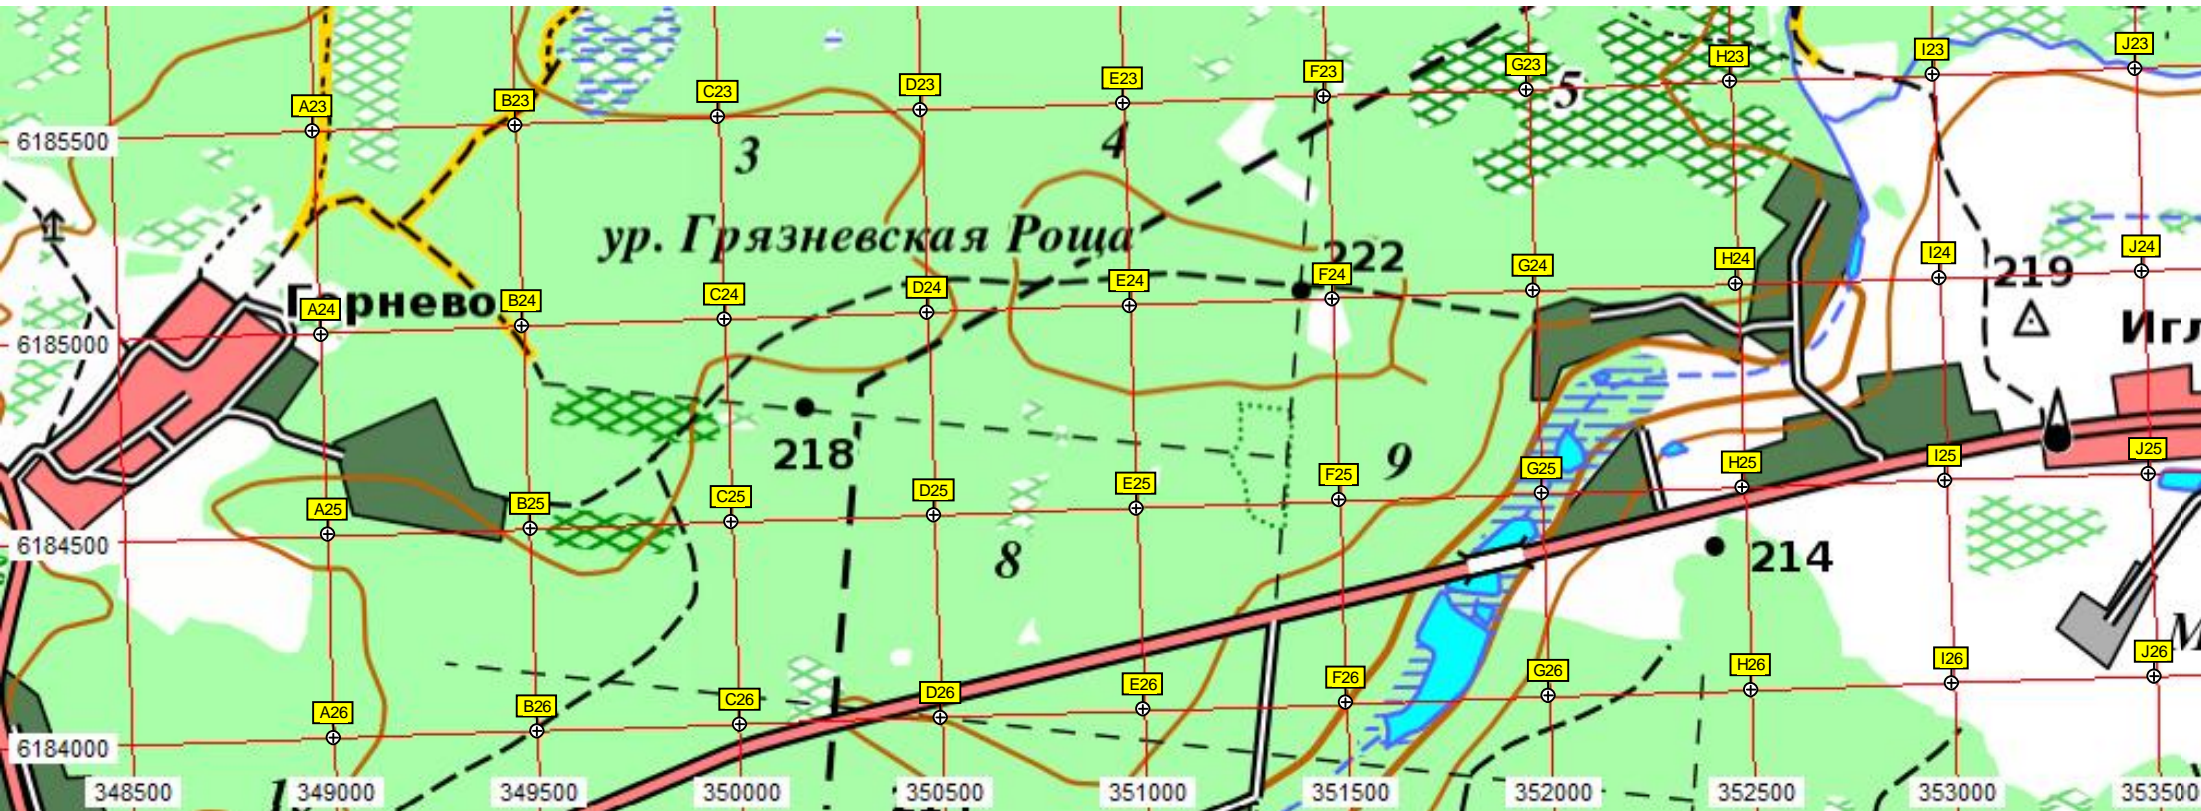 A23 B23 C23 D23 E23 F23 G23 H23 I23 J23
6185500 3 4 5
ур. Грязневская Роща 222
Горнево A24 B24 C24 D24 E24 F24 G24 H24 I24 J24
219
6185000
Игл
218 9
A25 B25 C25 D25 E25 F25 G25 H25 I25 J25
6184500 8 214
М
A26 B26 C26 D26 E26 F26 G26 H26 I26 J26
6184000
348500 349000 349500 350000 350500 351000 351500 352000 352500 353000 353500